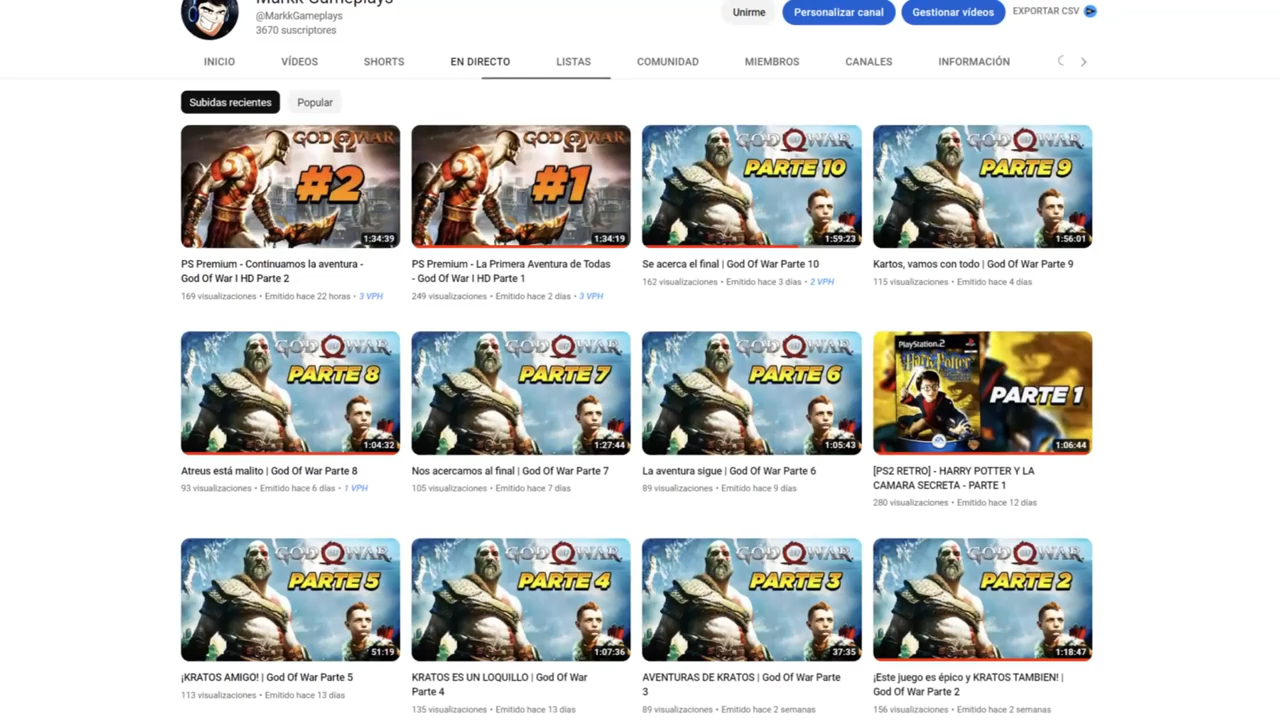 Markk Gameplays
@MarkkGameplays
3670 suscriptores
Unirme
Personalizar canal
Gestionar vídeos
EXPORTAR CSV
INICIO
VÍDEOS
SHORTS
EN DIRECTO
LISTAS
COMUNIDAD
MIEMBROS
CANALES
INFORMACIÓN
Subidas recientes
Popular
GOD OF WAR
#2
1:34:39
PS Premium - Continuamos la aventura -
God Of War I HD Parte 2
169 visualizaciones • Emitido hace 22 horas • 3 VPH
GOD OF WAR
#1
1:34:19
PS Premium - La Primera Aventura de Todas
- God Of War I HD Parte 1
249 visualizaciones • Emitido hace 2 días • 3 VPH
GOD OF WAR
PARTE 10
1:59:23
Se acerca el final | God Of War Parte 10
162 visualizaciones • Emitido hace 3 días • 2 VPH
GOD OF WAR
PARTE 9
1:56:01
Kartos, vamos con todo | God Of War Parte 9
115 visualizaciones • Emitido hace 4 días
GOD OF WAR
PARTE 8
1:04:32
Atreus está malito | God Of War Parte 8
93 visualizaciones • Emitido hace 6 días • 1 VPH
GOD OF WAR
PARTE 7
1:27:44
Nos acercamos al final | God Of War Parte 7
105 visualizaciones • Emitido hace 7 días
GOD OF WAR
PARTE 6
1:05:43
La aventura sigue | God Of War Parte 6
89 visualizaciones • Emitido hace 9 días
PlayStation.2
Harry Potter
PARTE 1
EA
1:06:44
[PS2 RETRO] - HARRY POTTER Y LA
CAMARA SECRETA - PARTE 1
280 visualizaciones • Emitido hace 12 días
GOD OF WAR
PARTE 5
51:19
¡KRATOS AMIGO! | God Of War Parte 5
113 visualizaciones • Emitido hace 13 días
GOD OF WAR
PARTE 4
1:07:36
KRATOS ES UN LOQUILLO | God Of War
Parte 4
135 visualizaciones • Emitido hace 13 días
GOD OF WAR
PARTE 3
37:35
AVENTURAS DE KRATOS | God Of War Parte
3
89 visualizaciones • Emitido hace 2 semanas
GOD OF WAR
PARTE 2
1:18:47
¡Este juego es épico y KRATOS TAMBIEN! |
God Of War Parte 2
156 visualizaciones • Emitido hace 2 semanas